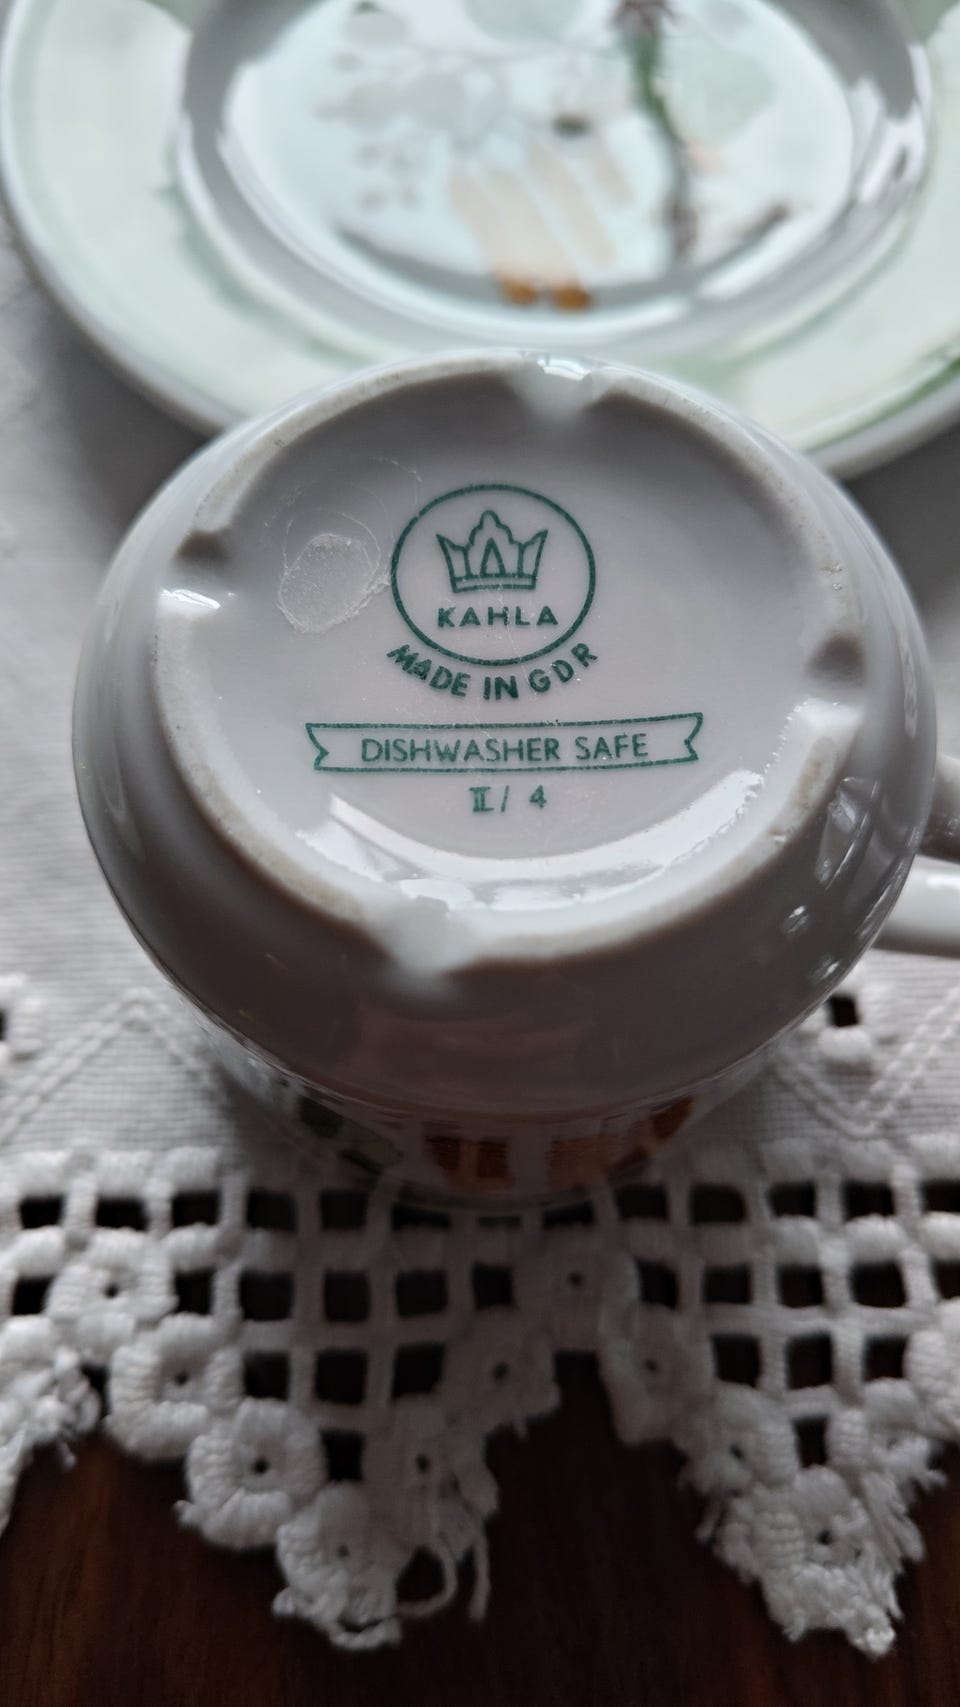 KAHLA
MADE IN GDR
DISHWASHER SAFE
II/ 4